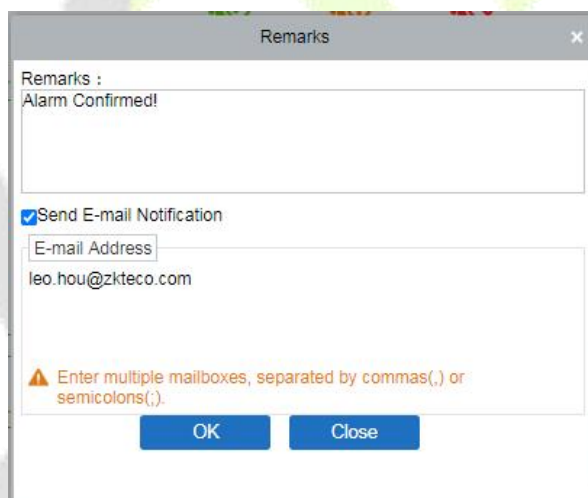 Remarks
×
Remarks :
Alarm Confirmed!
Send E-mail Notification
E-mail Address
leo.hou@zkteco.com
Enter multiple mailboxes, separated by commas(,) or
semicolons(;).
OK Close